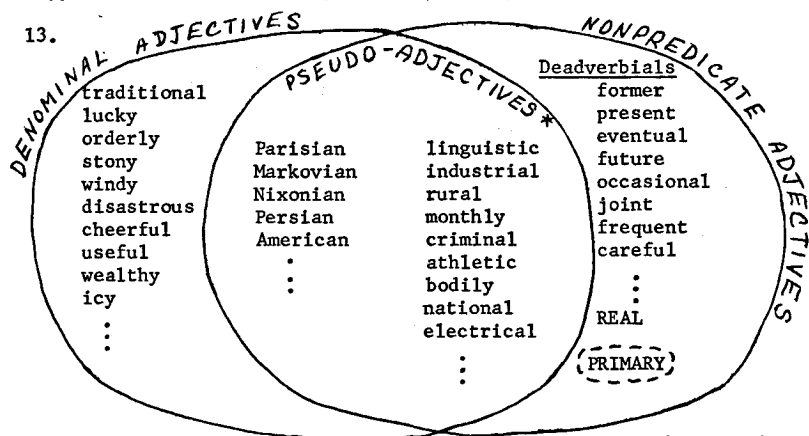 13.
DENOMINAL ADJECTIVES
traditional
lucky
orderly
stony
windy
disastrous
cheerful
useful
wealthy
icy
PSEUDO-ADJECTIVES*
Parisian
Markovian
Nixonian
Persian
American
linguistic
industrial
rural
monthly
criminal
athletic
bodily
national
electrical
NONPREDICATE ADJECTIVES
Deadverbials
former
present
eventual
future
occasional
joint
frequent
careful
REAL
PRIMARY